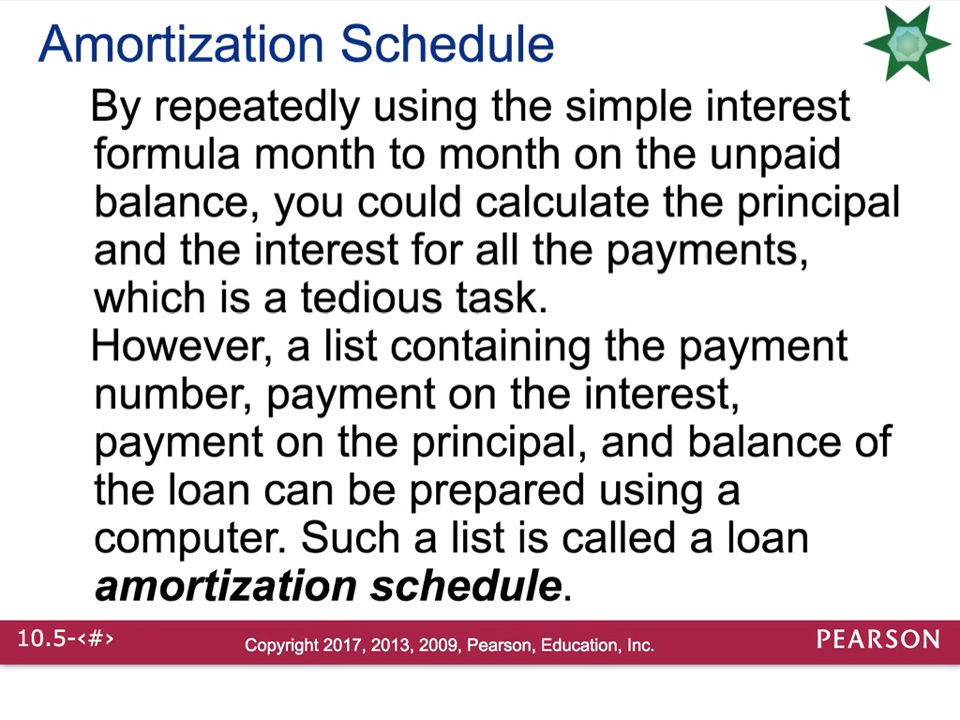 Amortization Schedule
By repeatedly using the simple interest
formula month to month on the unpaid
balance, you could calculate the principal
and the interest for all the payments,
which is a tedious task.
However, a list containing the payment
number, payment on the interest,
payment on the principal, and balance of
the loan can be prepared using a
computer. Such a list is called a loan
amortization schedule.
10.5-<#>
Copyright 2017, 2013, 2009, Pearson, Education, Inc.
PEARSON